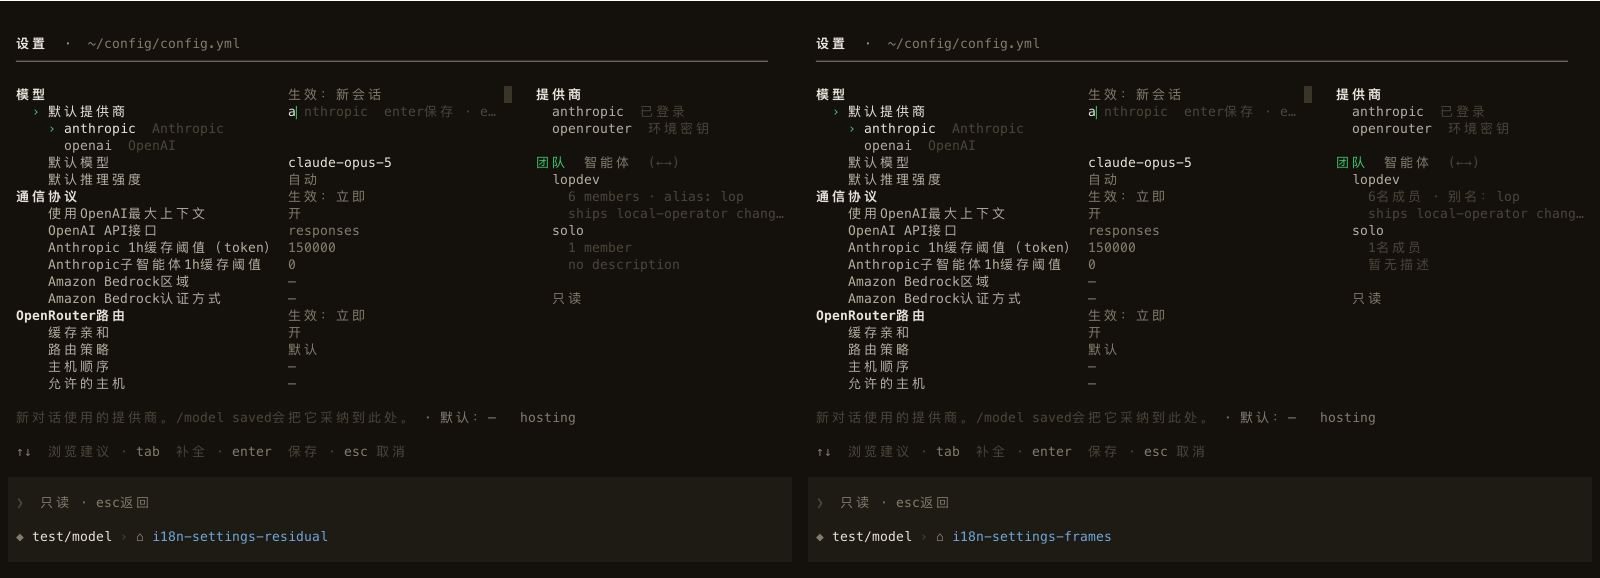 设置 · ~/config/config.yml
模型 生效: 新会话
› 默认提供商 a nthropic enter保存 · e…
› anthropic Anthropic
openai OpenAI
默认模型 claude-opus-5
默认推理强度 自动
通信协议 生效: 立即
使用OpenAI最大上下文 开
OpenAI API接口 responses
Anthropic 1h缓存阈值 (token) 150000
Anthropic子智能体1h缓存阈值 0
Amazon Bedrock区域 —
Amazon Bedrock认证方式 —
OpenRouter路由 生效: 立即
缓存亲和 开
路由策略 默认
主机顺序 —
允许的主机 —
提供商
anthropic 已登录
openrouter 环境密钥
团队 智能体 (←→)
lopdev
6 members · alias: lop
ships local-operator chang…
solo
1 member
no description
只读
新对话使用的提供商。/model saved会把它采纳到此处。 · 默认: — hosting
↑↓ 浏览建议 · tab 补全 · enter 保存 · esc 取消
❯ 只读 · esc返回
◆ test/model › ⌂ i18n-settings-residual
设置 · ~/config/config.yml
模型 生效: 新会话
› 默认提供商 a nthropic enter保存 · e…
› anthropic Anthropic
openai OpenAI
默认模型 claude-opus-5
默认推理强度 自动
通信协议 生效: 立即
使用OpenAI最大上下文 开
OpenAI API接口 responses
Anthropic 1h缓存阈值 (token) 150000
Anthropic子智能体1h缓存阈值 0
Amazon Bedrock区域 —
Amazon Bedrock认证方式 —
OpenRouter路由 生效: 立即
缓存亲和 开
路由策略 默认
主机顺序 —
允许的主机 —
提供商
anthropic 已登录
openrouter 环境密钥
团队 智能体 (←→)
lopdev
6名成员 · 别名: lop
ships local-operator chang…
solo
1名成员
暂无描述
只读
新对话使用的提供商。/model saved会把它采纳到此处。 · 默认: — hosting
↑↓ 浏览建议 · tab 补全 · enter 保存 · esc 取消
❯ 只读 · esc返回
◆ test/model › ⌂ i18n-settings-frames